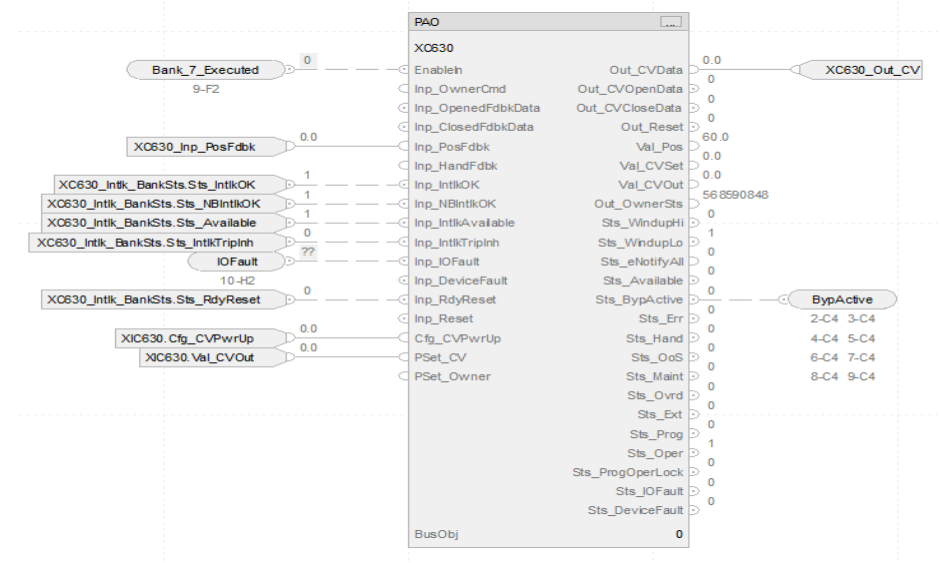 PAO ...
XC630
Bank_7_Executed 0 EnableIn Out_CVData 0.0 XC630_Out_CV
9-F2 Inp_OwnerCmd Out_CVOpenData 0
Inp_OpenedFdbkData Out_CVCloseData 0
Inp_ClosedFdbkData Out_Reset 0
XC630_Inp_PosFdbk 0.0 Inp_PosFdbk Val_Pos 60.0
Inp_HandFdbk Val_CVSet 0.0
XC630_Intlk_BankSts.Sts_IntlkOK 1 Inp_IntlkOK Val_CVOut 0.0
XC630_Intlk_BankSts.Sts_NBIntlkOK 1 Inp_NBIntlkOK Out_OwnerSts 568590848
XC630_Intlk_BankSts.Sts_Available 1 Inp_IntlkAvailable Sts_WindupHi 0
XC630_Intlk_BankSts.Sts_IntlkTripInh 0 Inp_IntlkTripInh Sts_WindupLo 1
IOFault ?? Inp_IOFault Sts_eNotifyAll 0
10-H2 Inp_DeviceFault Sts_Available 0
XC630_Intlk_BankSts.Sts_RdyReset 0 Inp_RdyReset Sts_BypActive 0 BypActive
Inp_Reset Sts_Err 0 2-C4 3-C4
XIC630.Cfg_CVPwrUp 0.0 Cfg_CVPwrUp Sts_Hand 0 4-C4 5-C4
XIC630.Val_CVOut 0.0 PSet_CV Sts_OoS 0 6-C4 7-C4
PSet_Owner Sts_Maint 0 8-C4 9-C4
Sts_Ovrd 0
Sts_Ext 0
Sts_Prog 0
Sts_Oper 1
Sts_ProgOperLock 0
Sts_IOFault 0
Sts_DeviceFault 0
BusObj 0